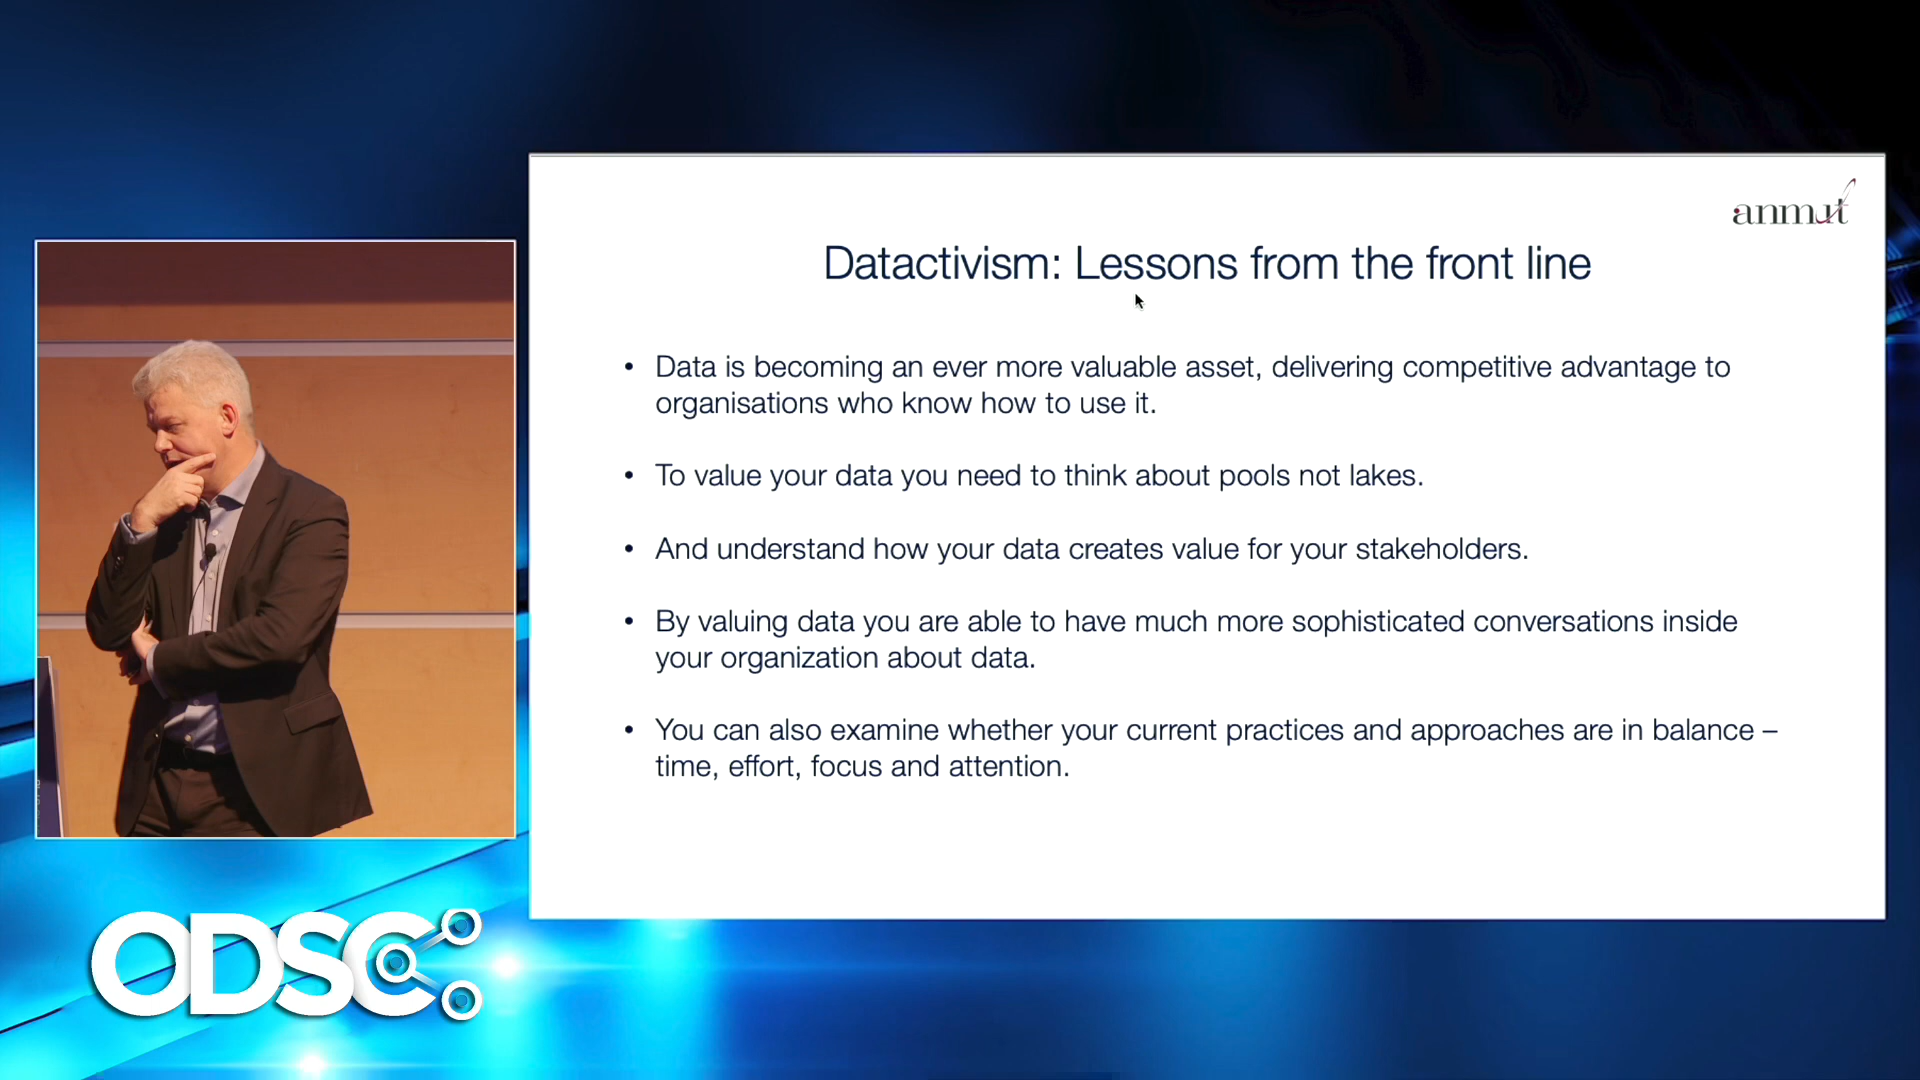 anmut
Datactivism: Lessons from the front line
• Data is becoming an ever more valuable asset, delivering competitive advantage to
organisations who know how to use it.
• To value your data you need to think about pools not lakes.
• And understand how your data creates value for your stakeholders.
• By valuing data you are able to have much more sophisticated conversations inside
your organization about data.
• You can also examine whether your current practices and approaches are in balance –
time, effort, focus and attention.
ODSC